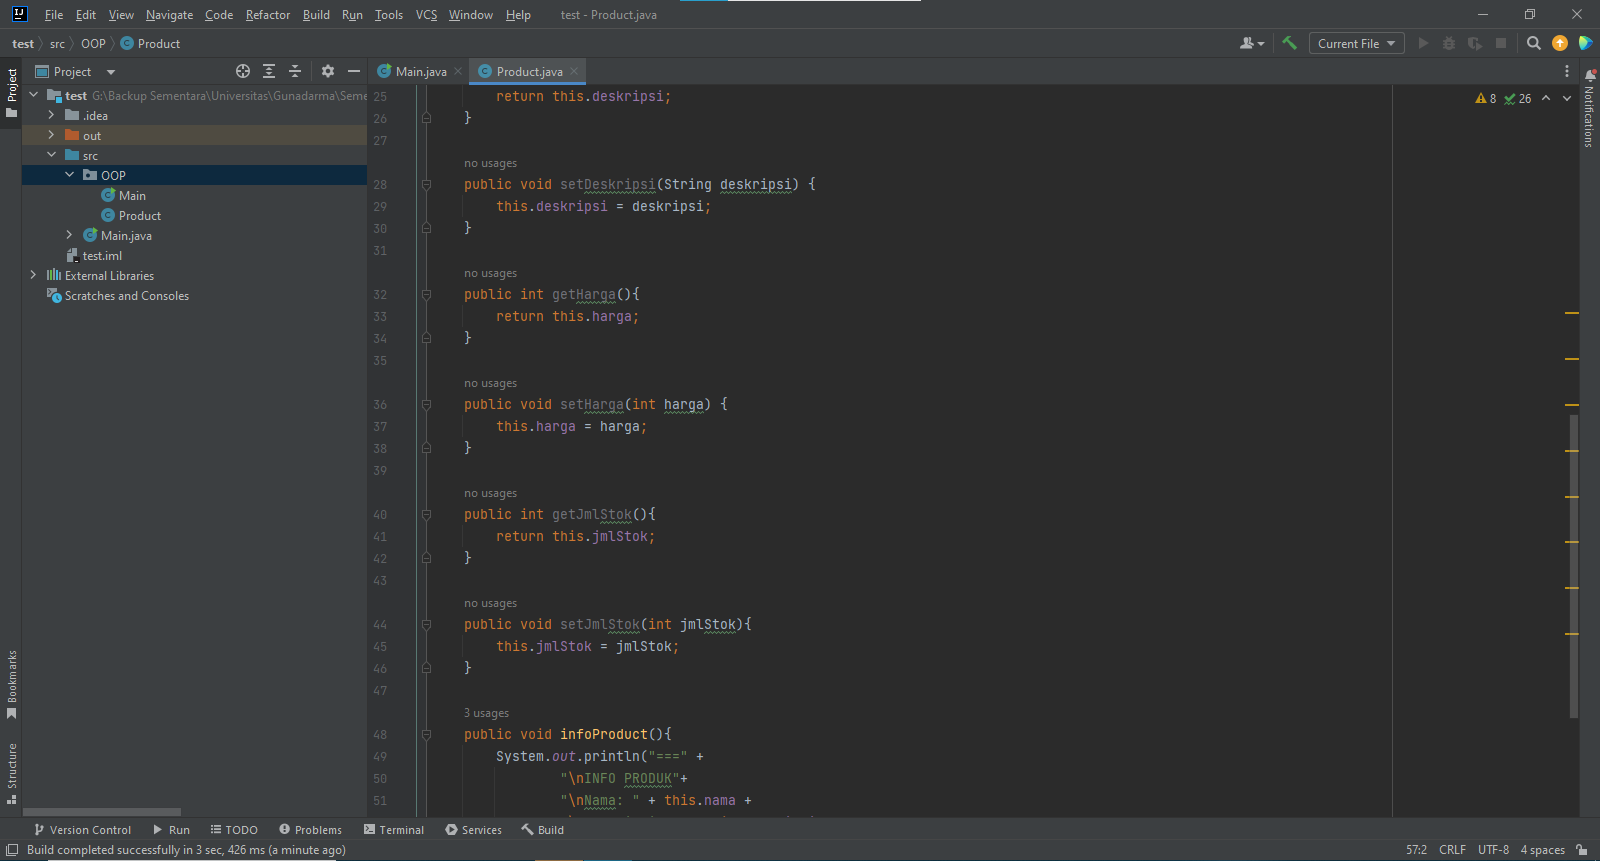 File Edit View Navigate Code Refactor Build Run Tools VCS Window Help test - Product.java
test src OOP Product
Current File
Project
Project
Main.java
Product.java
test G:\Backup Sementara\Universitas\Gunadarma\Seme
.idea
out
src
OOP
Main
Product
Main.java
test.iml
External Libraries
Scratches and Consoles
8 26
25 return this.deskripsi;
26 }
27
no usages
28 public void setDeskripsi(String deskripsi) {
29 this.deskripsi = deskripsi;
30 }
31
no usages
32 public int getHarga(){
33 return this.harga;
34 }
35
no usages
36 public void setHarga(int harga) {
37 this.harga = harga;
38 }
39
no usages
40 public int getJmlStok(){
41 return this.jmlStok;
42 }
43
no usages
44 public void setJmlStok(int jmlStok){
45 this.jmlStok = jmlStok;
46 }
47
3 usages
48 public void infoProduct(){
49 System.out.println("===" +
50 "\nINFO PRODUK"+
51 "\nNama: " + this.nama +
Notifications
Bookmarks
Structure
Version Control Run TODO Problems Terminal Services Build
Build completed successfully in 3 sec, 426 ms (a minute ago) 57:2 CRLF UTF-8 4 spaces